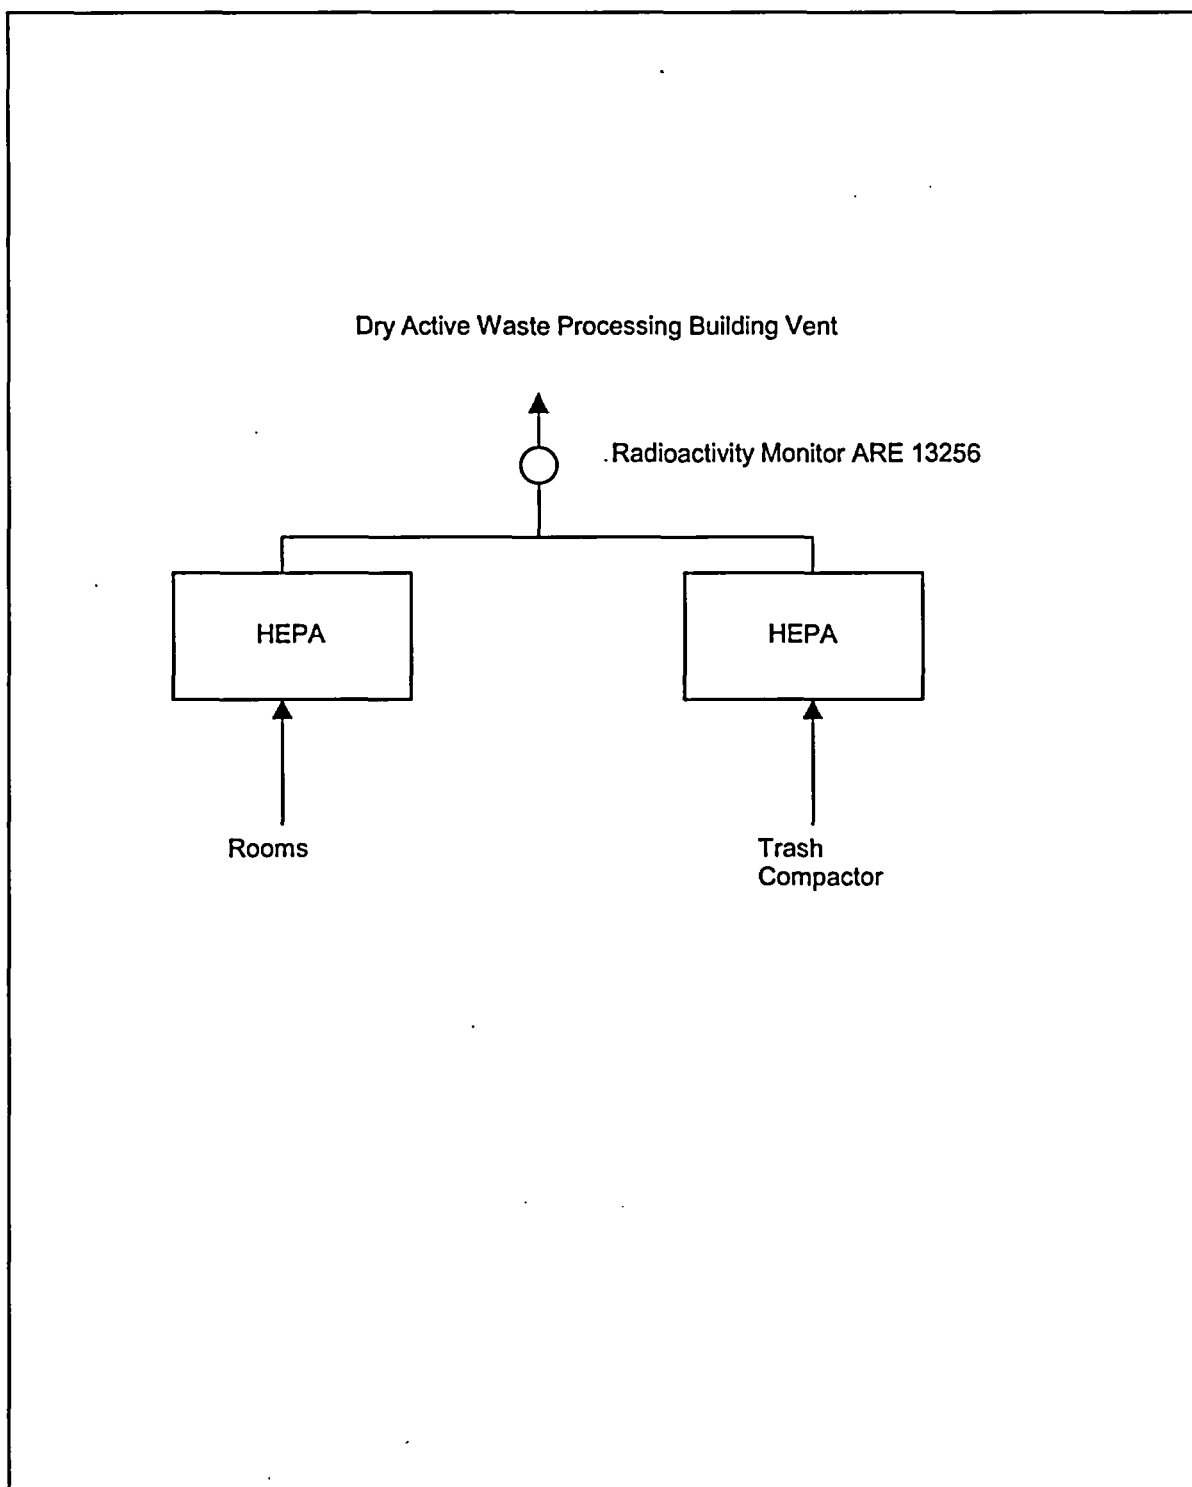 Dry Active Waste Processing Building Vent
Radioactivity Monitor ARE 13256
HEPA
HEPA
Rooms
Trash
Compactor